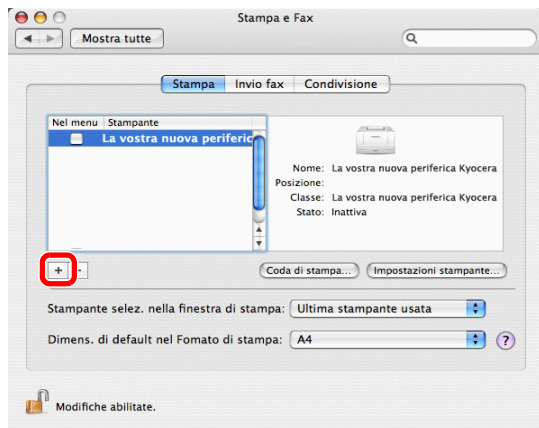 Stampa e Fax
Mostra tutte
Stampa Invio fax Condivisione
Nel menu Stampante
La vostra nuova periferic
Nome: La vostra nuova periferica Kyocera
Posizione:
Classe: La vostra nuova periferica Kyocera
Stato: Inattiva
+ -
Coda di stampa... Impostazioni stampante...
Stampante selez. nella finestra di stampa: Ultima stampante usata
Dimens. di default nel Fomato di stampa: A4 ?
Modifiche abilitate.